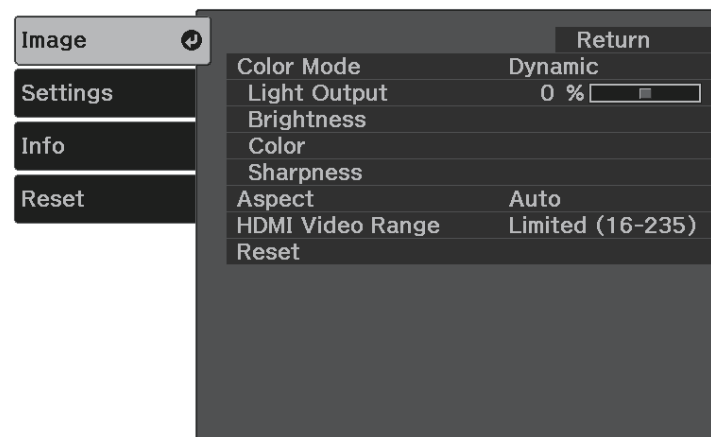 Image
Settings
Info
Reset
Return
Color Mode Dynamic
Light Output 0 %
Brightness
Color
Sharpness
Aspect Auto
HDMI Video Range Limited (16-235)
Reset